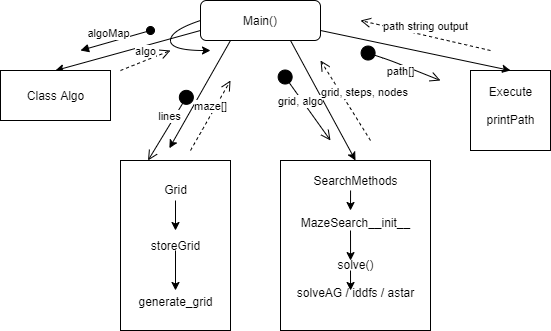 Main()
path string output
algoMap
algo
path[]
Class Algo
Execute
printPath
lines
maze[]
grid, algo
grid, steps, nodes
Grid
storeGrid
generate_grid
SearchMethods
MazeSearch__init__
solve()
solveAG / iddfs / astar